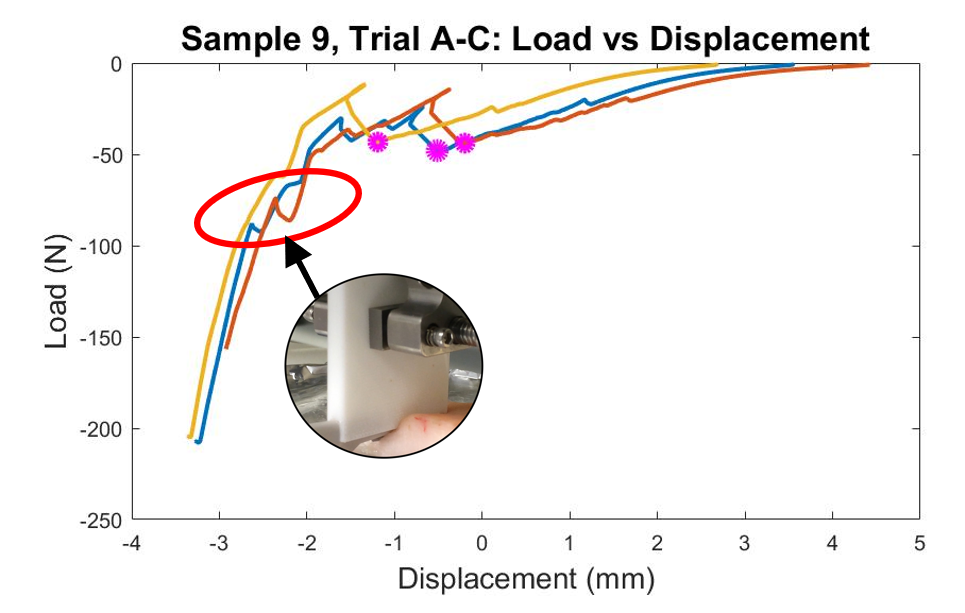 Sample 9, Trial A-C: Load vs Displacement
0
-50
-100
-150
-200
-250
Load (N)
-4 -3 -2 -1 0 1 2 3 4 5
Displacement (mm)